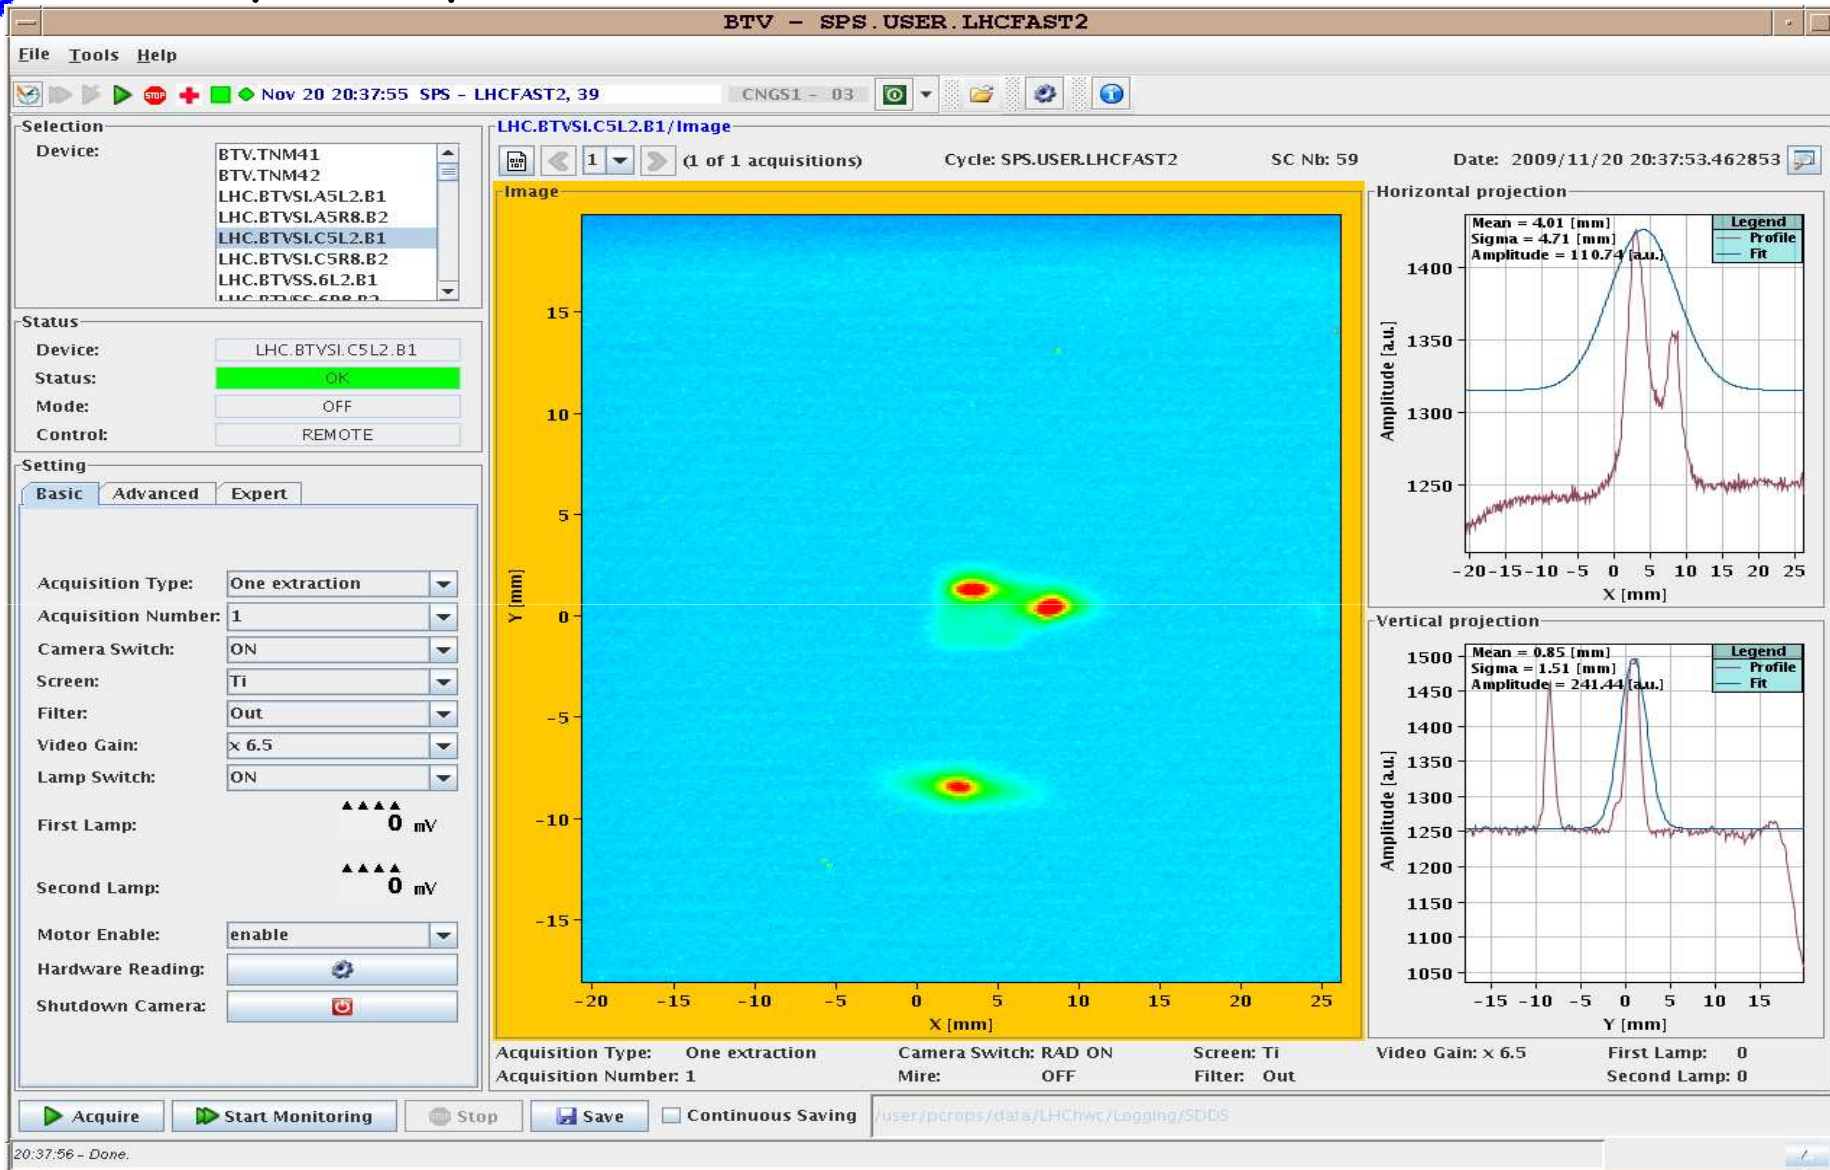 BTV - SPS.USER.LHCFAST2
File Tools Help
STOP Nov 20 20:37:55 SPS - LHCFAST2, 39 CNGS1 - 03
Selection
Device:
BTV.TNM41
BTV.TNM42
LHC.BTVSI.A5L2.B1
LHC.BTVSI.A5R8.B2
LHC.BTVSI.C5L2.B1
LHC.BTVSI.C5R8.B2
LHC.BTVSS.6L2.B1
LHC.BTVSS.6R8.B2
Status
Device: LHC.BTVSI.C5L2.B1
Status: OK
Mode: OFF
Control: REMOTE
Setting
Basic Advanced Expert
Acquisition Type: One extraction
Acquisition Number: 1
Camera Switch: ON
Screen: Ti
Filter: Out
Video Gain: x 6.5
Lamp Switch: ON
First Lamp: 0 mV
Second Lamp: 0 mV
Motor Enable: enable
Hardware Reading:
Shutdown Camera:
LHC.BTVSI.C5L2.B1/Image
1 (1 of 1 acquisitions) Cycle: SPS.USER.LHCFAST2 SC Nb: 59 Date: 2009/11/20 20:37:53.462853
Image
15
10
5
0
-5
-10
-15
Y [mm]
-20 -15 -10 -5 0 5 10 15 20 25
X [mm]
Horizontal projection
Mean = 4.01 [mm]
Sigma = 4.71 [mm]
Amplitude = 110.74 [a.u.]
Legend
Profile
Fit
1400
1350
1300
1250
Amplitude [a.u.]
-20 -15 -10 -5 0 5 10 15 20 25
X [mm]
Vertical projection
Mean = 0.85 [mm]
Sigma = 1.51 [mm]
Amplitude = 241.44 [a.u.]
Legend
Profile
Fit
1500
1450
1400
1350
1300
1250
1200
1150
1100
1050
Amplitude [a.u.]
-15 -10 -5 0 5 10 15
Y [mm]
Acquisition Type: One extraction Camera Switch: RAD ON Screen: Ti Video Gain: x 6.5 First Lamp: 0
Acquisition Number: 1 Mire: OFF Filter: Out Second Lamp: 0
Acquire Start Monitoring Stop Save Continuous Saving /user/pcrops/data/LHChwc/Logging/SDDS
20:37:56 - Done.